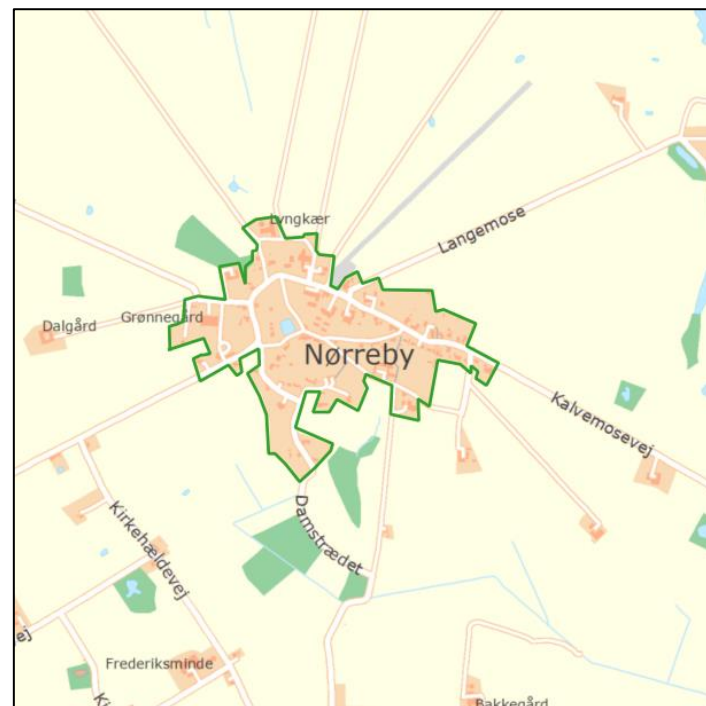 Lyngkær
Langemose
Grønnegård
Dalgård
Nørreby
Kalvemosevej
Kirkehældevej
Damstrædet
Frederiksminde
Bakkegård